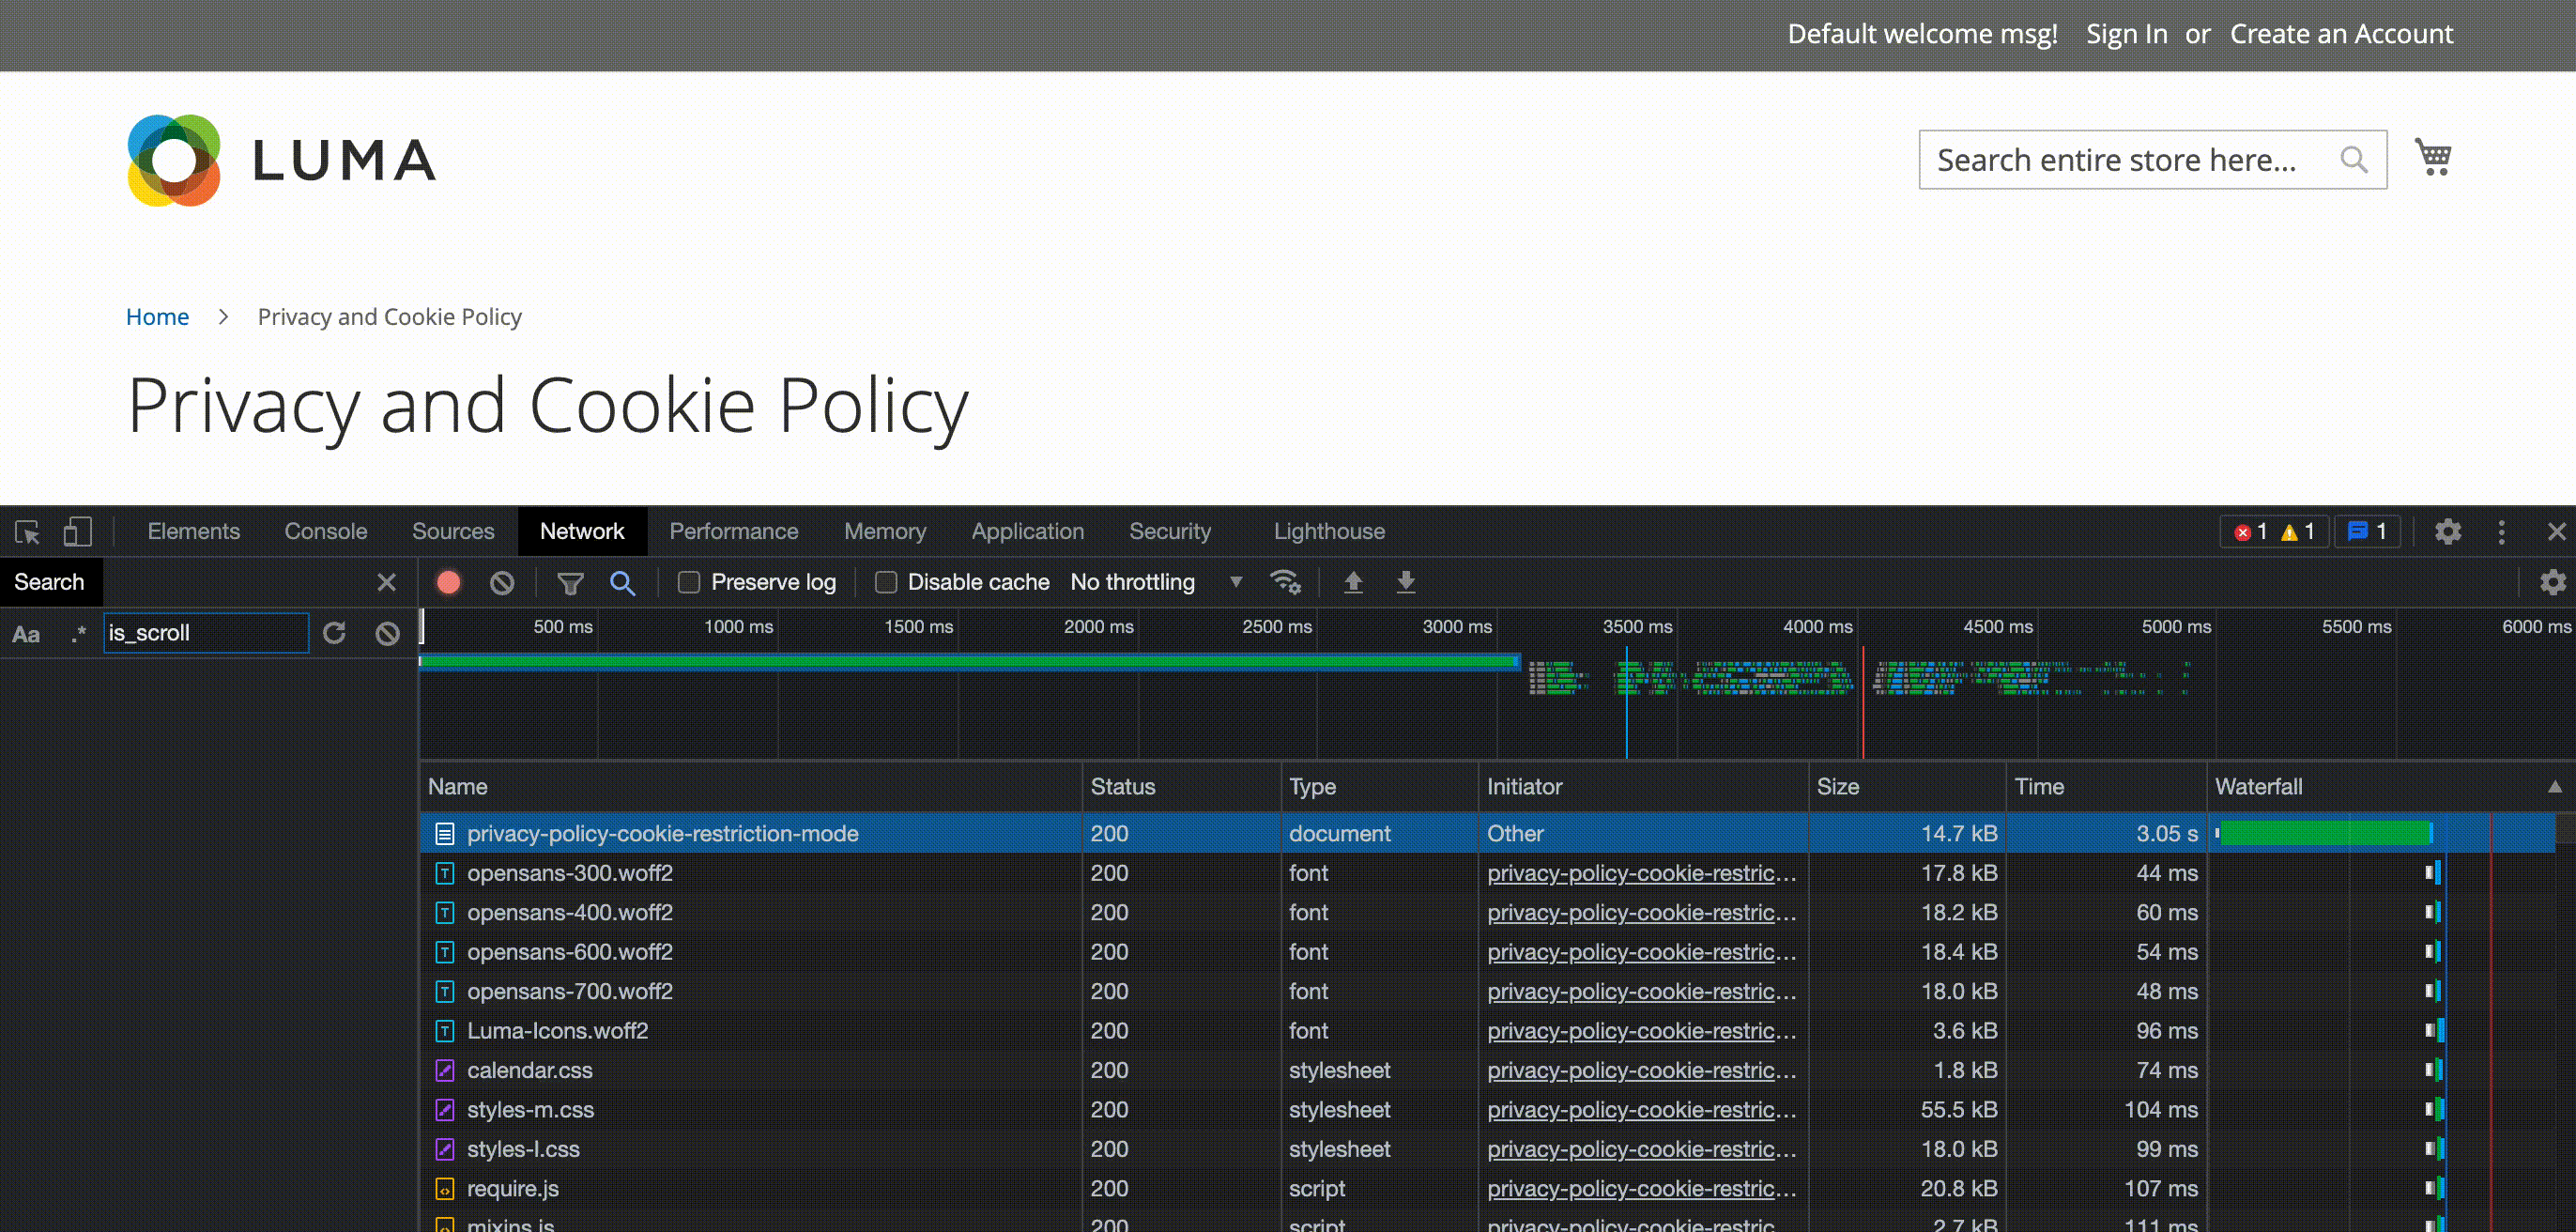 Default welcome msg! Sign In or Create an Account
LUMA
Search entire store here...
Home > Privacy and Cookie Policy
Privacy and Cookie Policy
Elements Console Sources Network Performance Memory Application Security Lighthouse 1 1 1
Search Preserve log Disable cache No throttling
Aa .* is_scroll
500 ms 1000 ms 1500 ms 2000 ms 2500 ms 3000 ms 3500 ms 4000 ms 4500 ms 5000 ms 5500 ms 6000 ms
Name Status Type Initiator Size Time Waterfall
privacy-policy-cookie-restriction-mode 200 document Other 14.7 kB 3.05 s
opensans-300.woff2 200 font privacy-policy-cookie-restric... 17.8 kB 44 ms
opensans-400.woff2 200 font privacy-policy-cookie-restric... 18.2 kB 60 ms
opensans-600.woff2 200 font privacy-policy-cookie-restric... 18.4 kB 54 ms
opensans-700.woff2 200 font privacy-policy-cookie-restric... 18.0 kB 48 ms
Luma-Icons.woff2 200 font privacy-policy-cookie-restric... 3.6 kB 96 ms
calendar.css 200 stylesheet privacy-policy-cookie-restric... 1.8 kB 74 ms
styles-m.css 200 stylesheet privacy-policy-cookie-restric... 55.5 kB 104 ms
styles-l.css 200 stylesheet privacy-policy-cookie-restric... 18.0 kB 99 ms
require.js 200 script privacy-policy-cookie-restric... 20.8 kB 107 ms
mixins.js 200 script privacy-policy-cookie-restric... 2.7 kB 111 ms